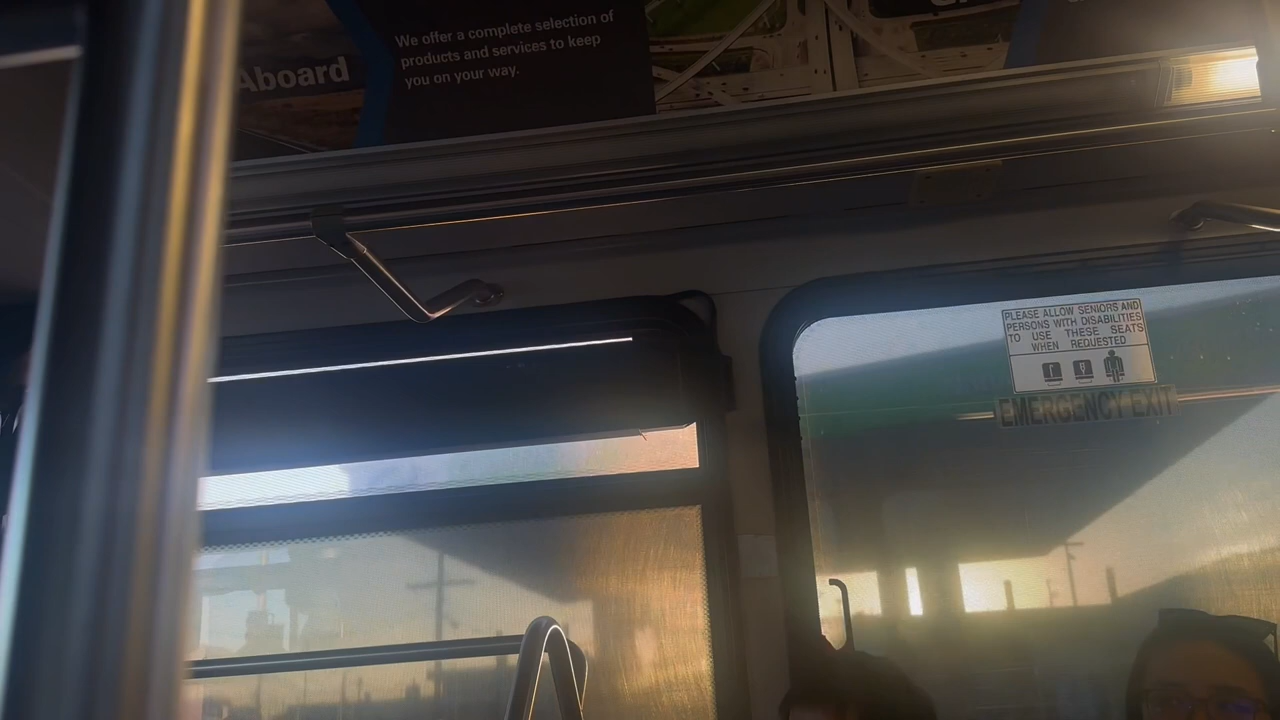 Aboard
We offer a complete selection of
products and services to keep
you on your way.
PLEASE ALLOW SENIORS AND
PERSONS WITH DISABILITIES
TO USE THESE SEATS
WHEN REQUESTED
EMERGENCY EXIT